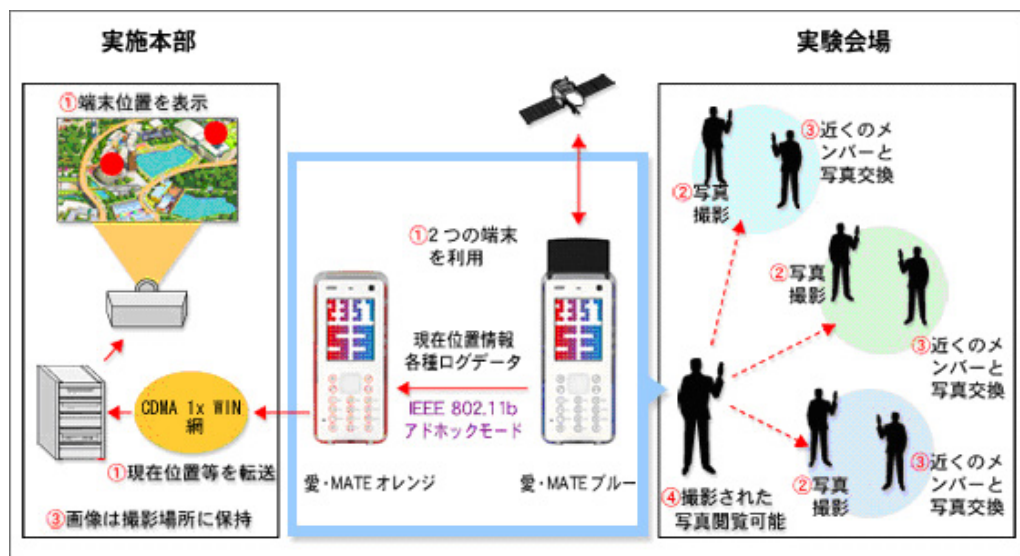 実施本部
①端末位置を表示
CDMA 1x WIN
網
①現在位置等を転送
③画像は撮影場所に保持
①2つの端末
を利用
2357
53
2357
53
現在位置情報
各種ログデータ
IEEE 802.11b
アドホックモード
愛・MATE オレンジ
愛・MATE ブルー
実験会場
③近くのメ
ンバーと
写真交換
②写真
撮影
②写真
撮影
③近くのメ
ンバーと
写真交換
②写真
撮影
③近くのメ
ンバーと
写真交換
④撮影された
写真閲覧可能